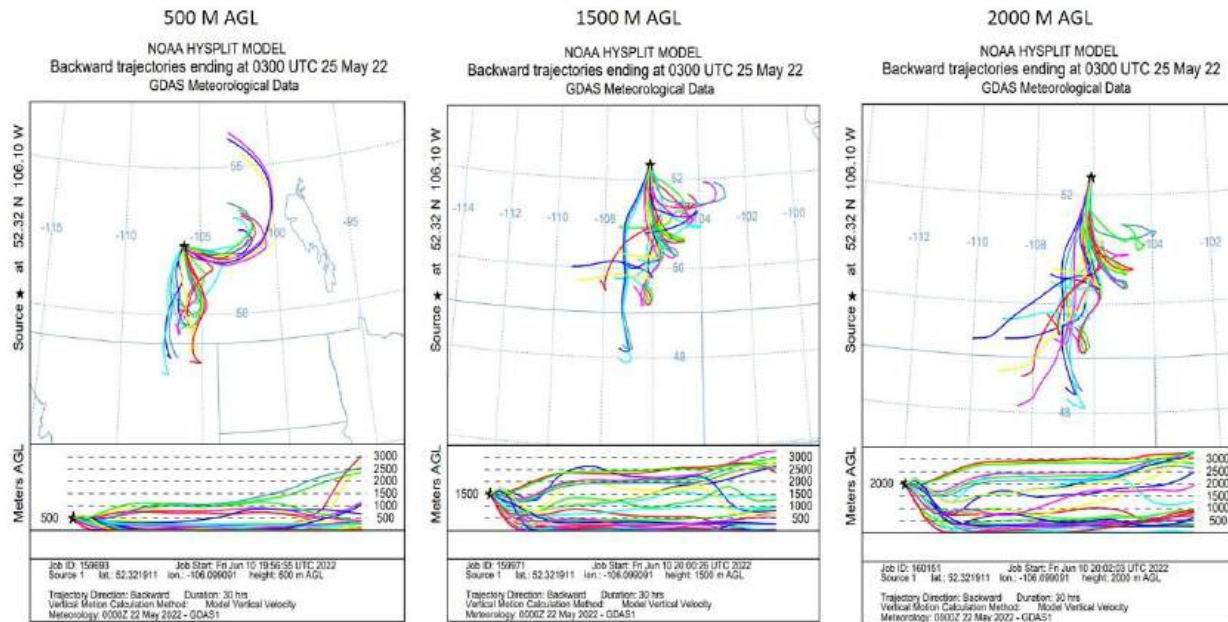 500 M AGL
NOAA HYSPLIT MODEL
Backward trajectories ending at 0300 UTC 25 May 22
GDAS Meteorological Data
Source ★ at 52.32 N 106.10 W
-115
-110
-105
-100
-95
55
50
Meters AGL
500
3000
2500
2000
1500
1000
500
Job ID: 159693 Job Start: Fri Jun 10 19:56:55 UTC 2022
Source 1 lat.: 52.321911 lon.: -106.099091 height: 500 m AGL
Trajectory Direction: Backward Duration: 30 hrs
Vertical Motion Calculation Method: Model Vertical Velocity
Meteorology: 0000Z 22 May 2022 - GDAS1
1500 M AGL
NOAA HYSPLIT MODEL
Backward trajectories ending at 0300 UTC 25 May 22
GDAS Meteorological Data
Source ★ at 52.32 N 106.10 W
-114
-112
-110
-108
-106
-104
-102
-100
52
50
48
Meters AGL
1500
3000
2500
2000
1500
1000
500
Job ID: 159971 Job Start: Fri Jun 10 20:00:26 UTC 2022
Source 1 lat.: 52.321911 lon.: -106.099091 height: 1500 m AGL
Trajectory Direction: Backward Duration: 30 hrs
Vertical Motion Calculation Method: Model Vertical Velocity
Meteorology: 0000Z 22 May 2022 - GDAS1
2000 M AGL
NOAA HYSPLIT MODEL
Backward trajectories ending at 0300 UTC 25 May 22
GDAS Meteorological Data
Source ★ at 52.32 N 106.10 W
-112
-110
-108
-106
-104
-102
52
48
Meters AGL
2000
3000
2500
2000
1500
1000
500
Job ID: 160151 Job Start: Fri Jun 10 20:02:03 UTC 2022
Source 1 lat.: 52.321911 lon.: -106.099091 height: 2000 m AGL
Trajectory Direction: Backward Duration: 30 hrs
Vertical Motion Calculation Method: Model Vertical Velocity
Meteorology: 0000Z 22 May 2022 - GDAS1